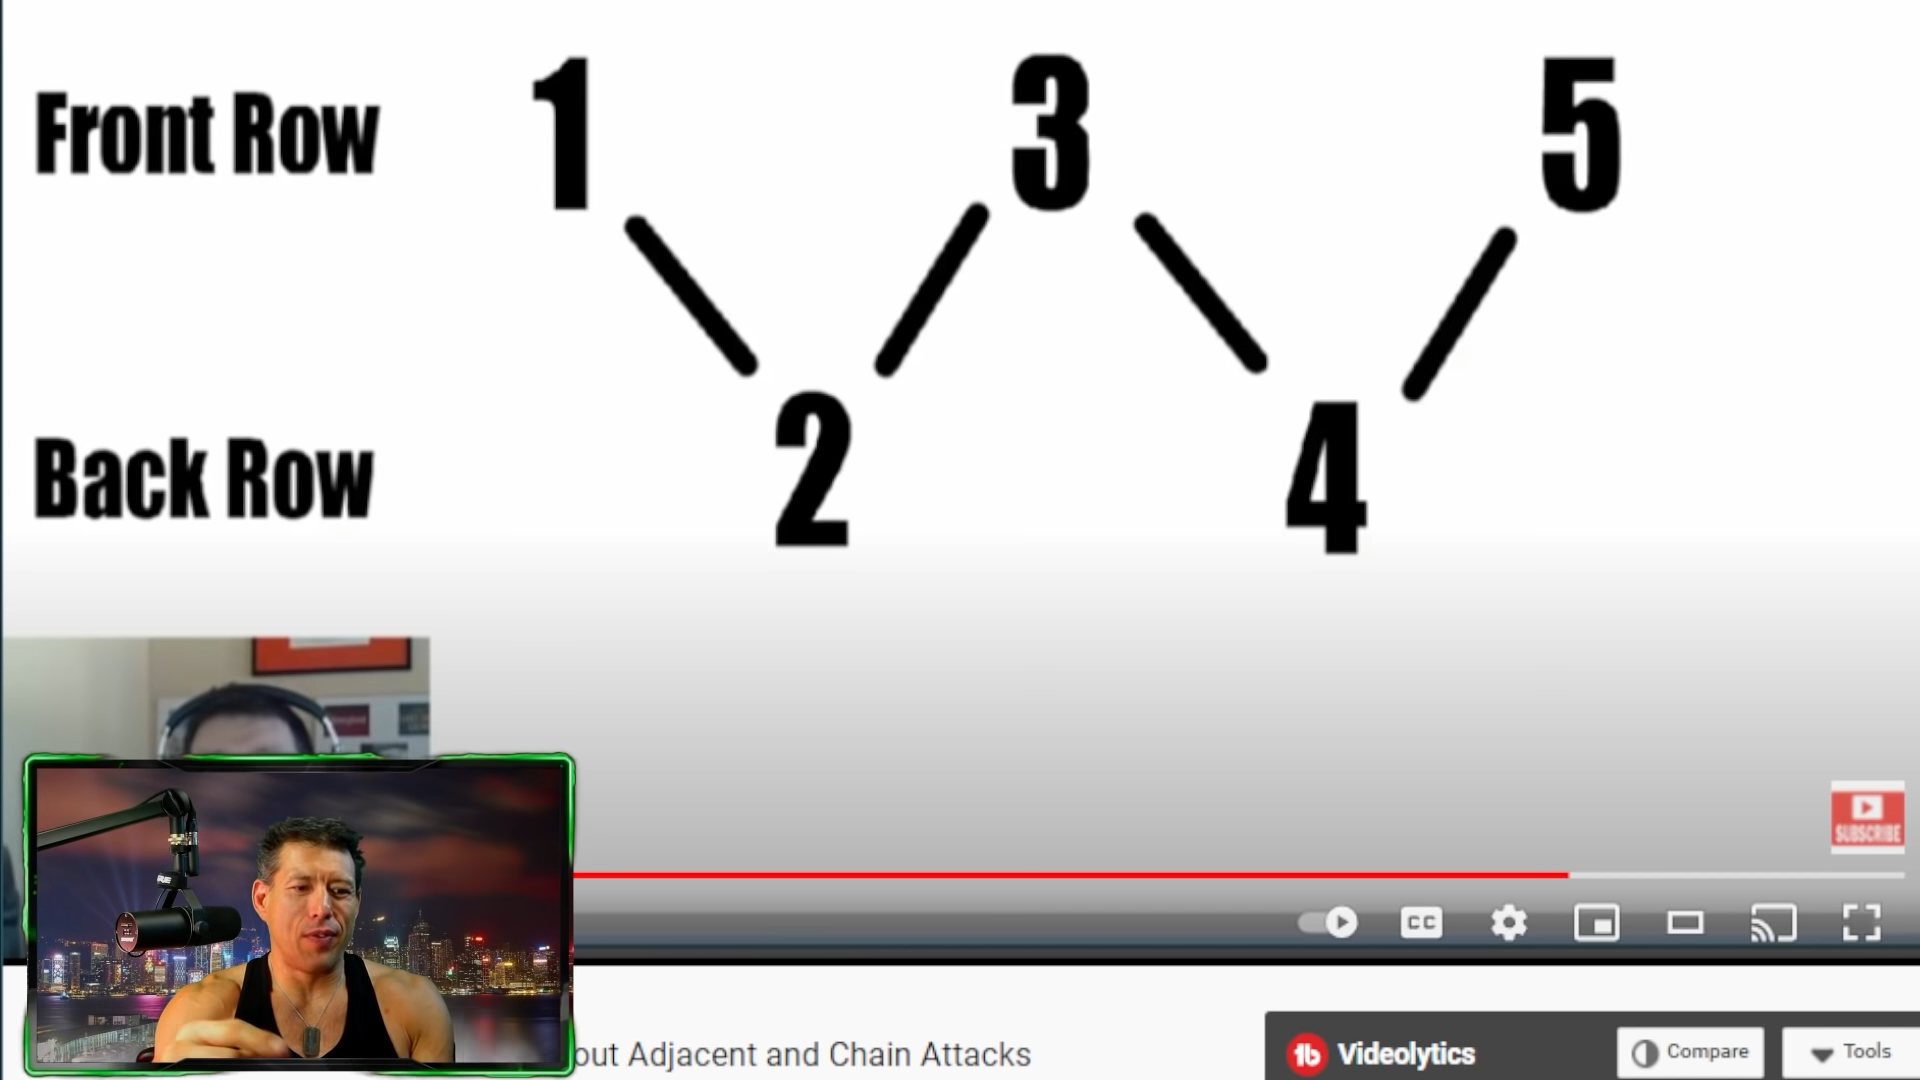 Front Row
1 3 5
Back Row
2 4
SUBSCRIBE
CC
out Adjacent and Chain Attacks
Videolytics
Compare
Tools